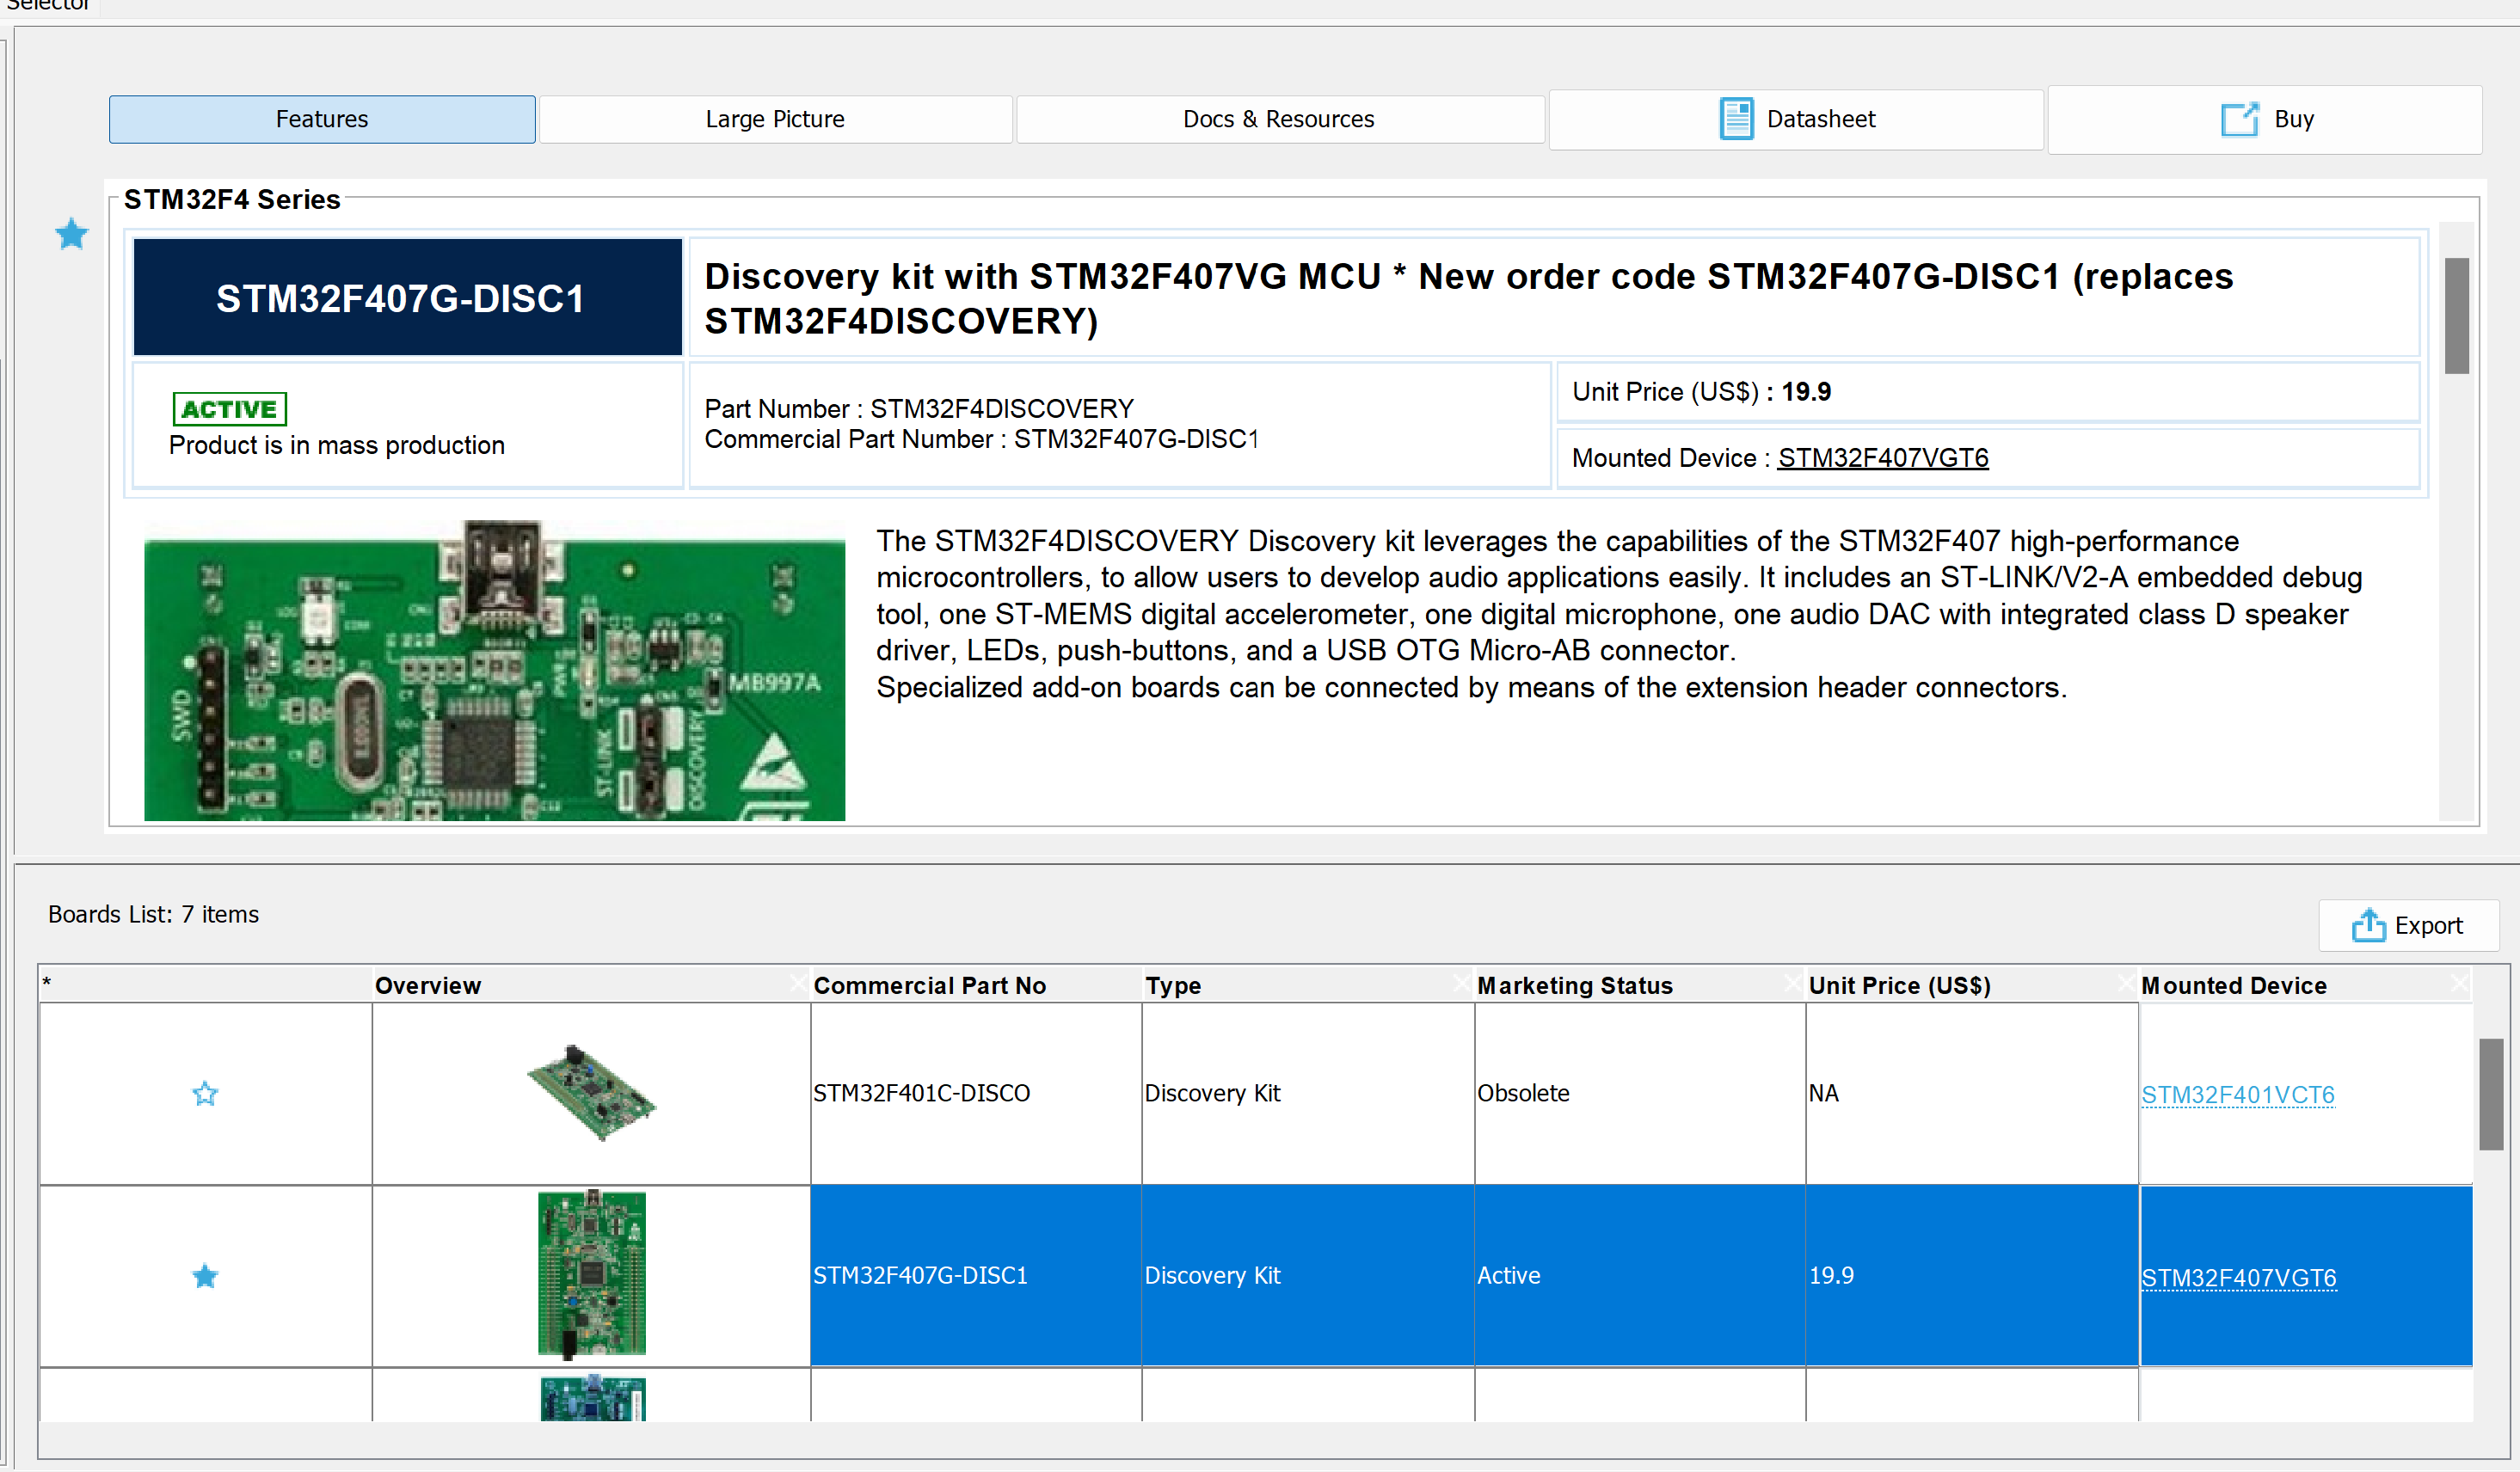 Selector
Features
Large Picture
Docs & Resources
Datasheet
Buy
STM32F4 Series
STM32F407G-DISC1
Discovery kit with STM32F407VG MCU * New order code STM32F407G-DISC1 (replaces
STM32F4DISCOVERY)
ACTIVE
Product is in mass production
Part Number : STM32F4DISCOVERY
Commercial Part Number : STM32F407G-DISC1
Unit Price (US$) : 19.9
Mounted Device : STM32F407VGT6
SWD
PWR
MB997A
ST-LINK
DISCOVERY
The STM32F4DISCOVERY Discovery kit leverages the capabilities of the STM32F407 high-performance
microcontrollers, to allow users to develop audio applications easily. It includes an ST-LINK/V2-A embedded debug
tool, one ST-MEMS digital accelerometer, one digital microphone, one audio DAC with integrated class D speaker
driver, LEDs, push-buttons, and a USB OTG Micro-AB connector.
Specialized add-on boards can be connected by means of the extension header connectors.
Boards List: 7 items
Export
* Overview Commercial Part No Type Marketing Status Unit Price (US$) Mounted Device
STM32F401C-DISCO Discovery Kit Obsolete NA STM32F401VCT6
STM32F407G-DISC1 Discovery Kit Active 19.9 STM32F407VGT6